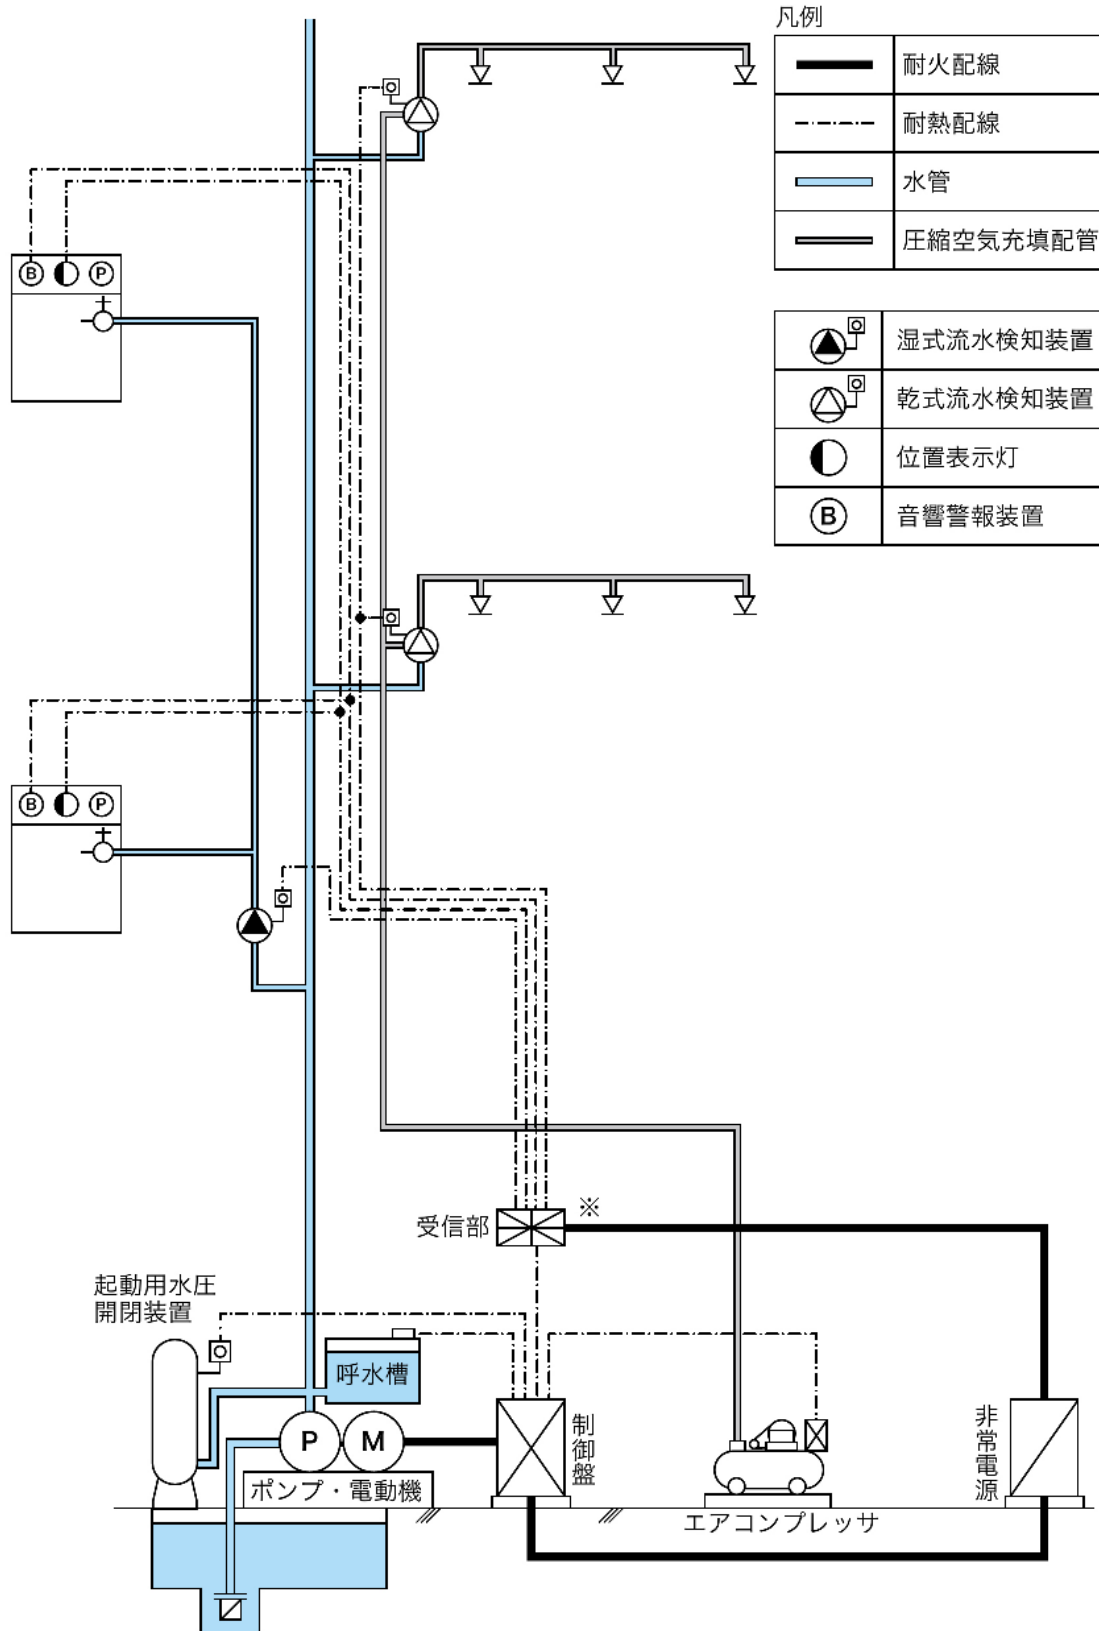 凡例
耐火配線
耐熱配線
水管
圧縮空気充填配管
湿式流水検知装置
乾式流水検知装置
位置表示灯
B
音響警報装置
B
P
B
P
受信部
※
起動用水圧
開閉装置
呼水槽
P
M
ポンプ・電動機
制御盤
エアコンプレッサ
非常電源